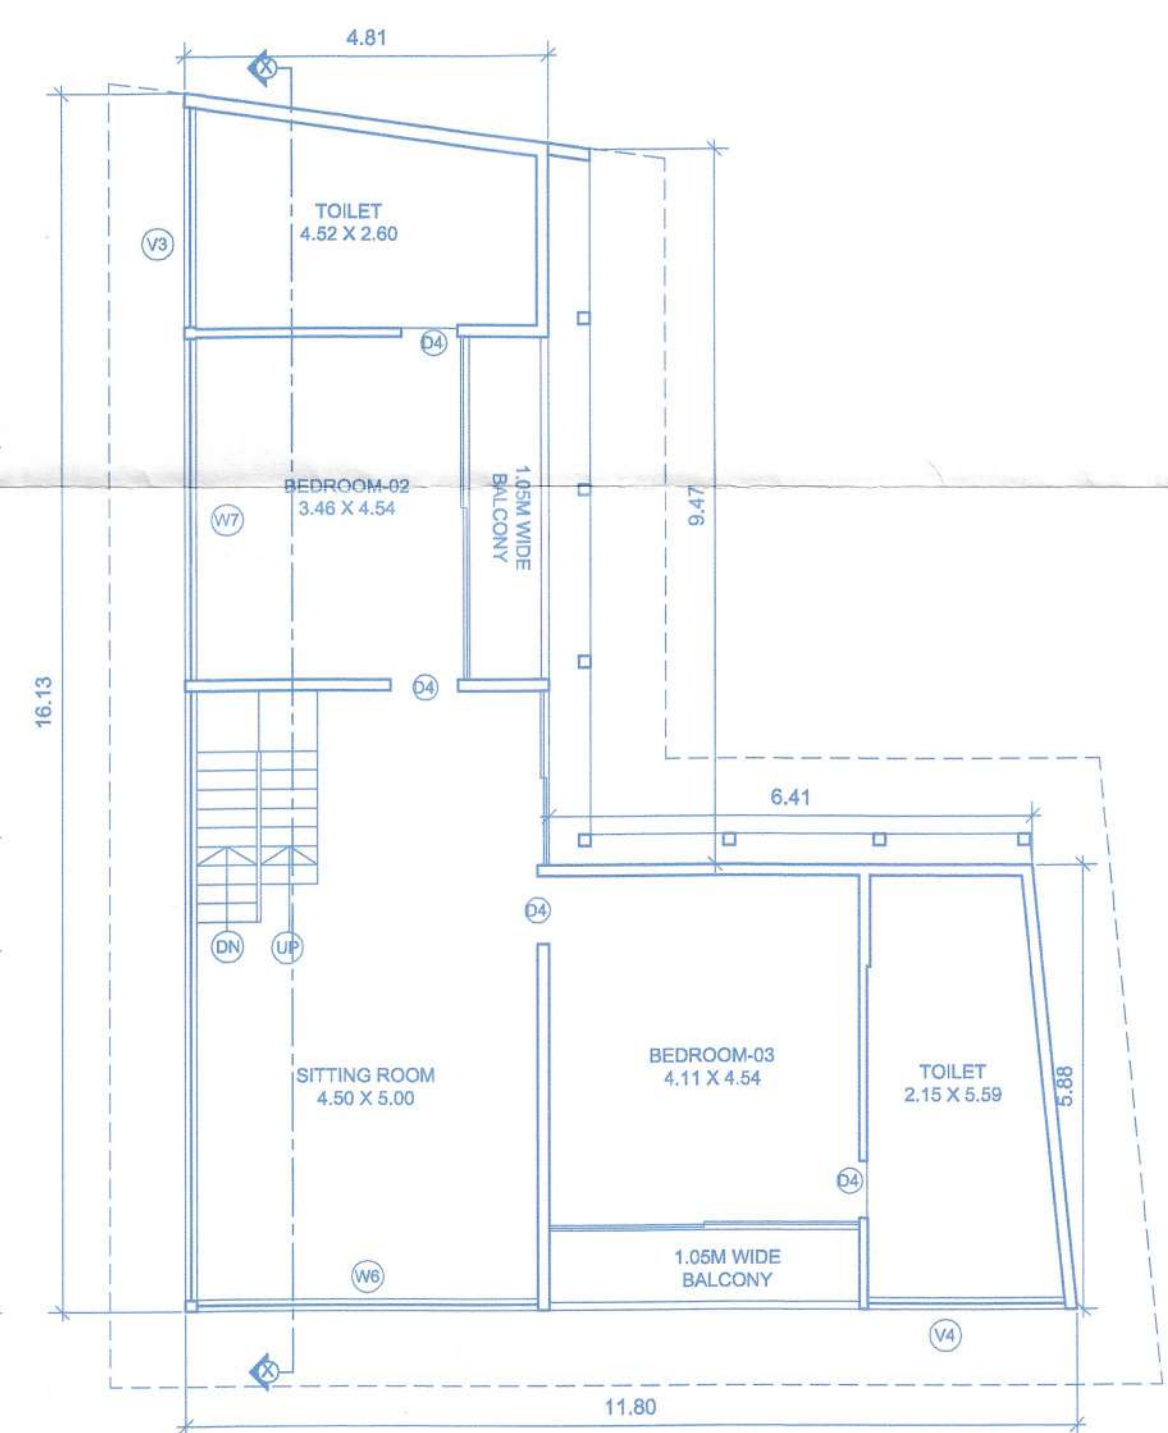 4.81
X
TOILET
4.52 X 2.60
V3
D4
BEDROOM-02
3.46 X 4.54
W7
1.05M WIDE
BALCONY
9.47
D4
16.13
6.41
D4
DN
UP
BEDROOM-03
4.11 X 4.54
SITTING ROOM
4.50 X 5.00
TOILET
2.15 X 5.59
5.88
D4
1.05M WIDE
BALCONY
W6
V4
X
11.80